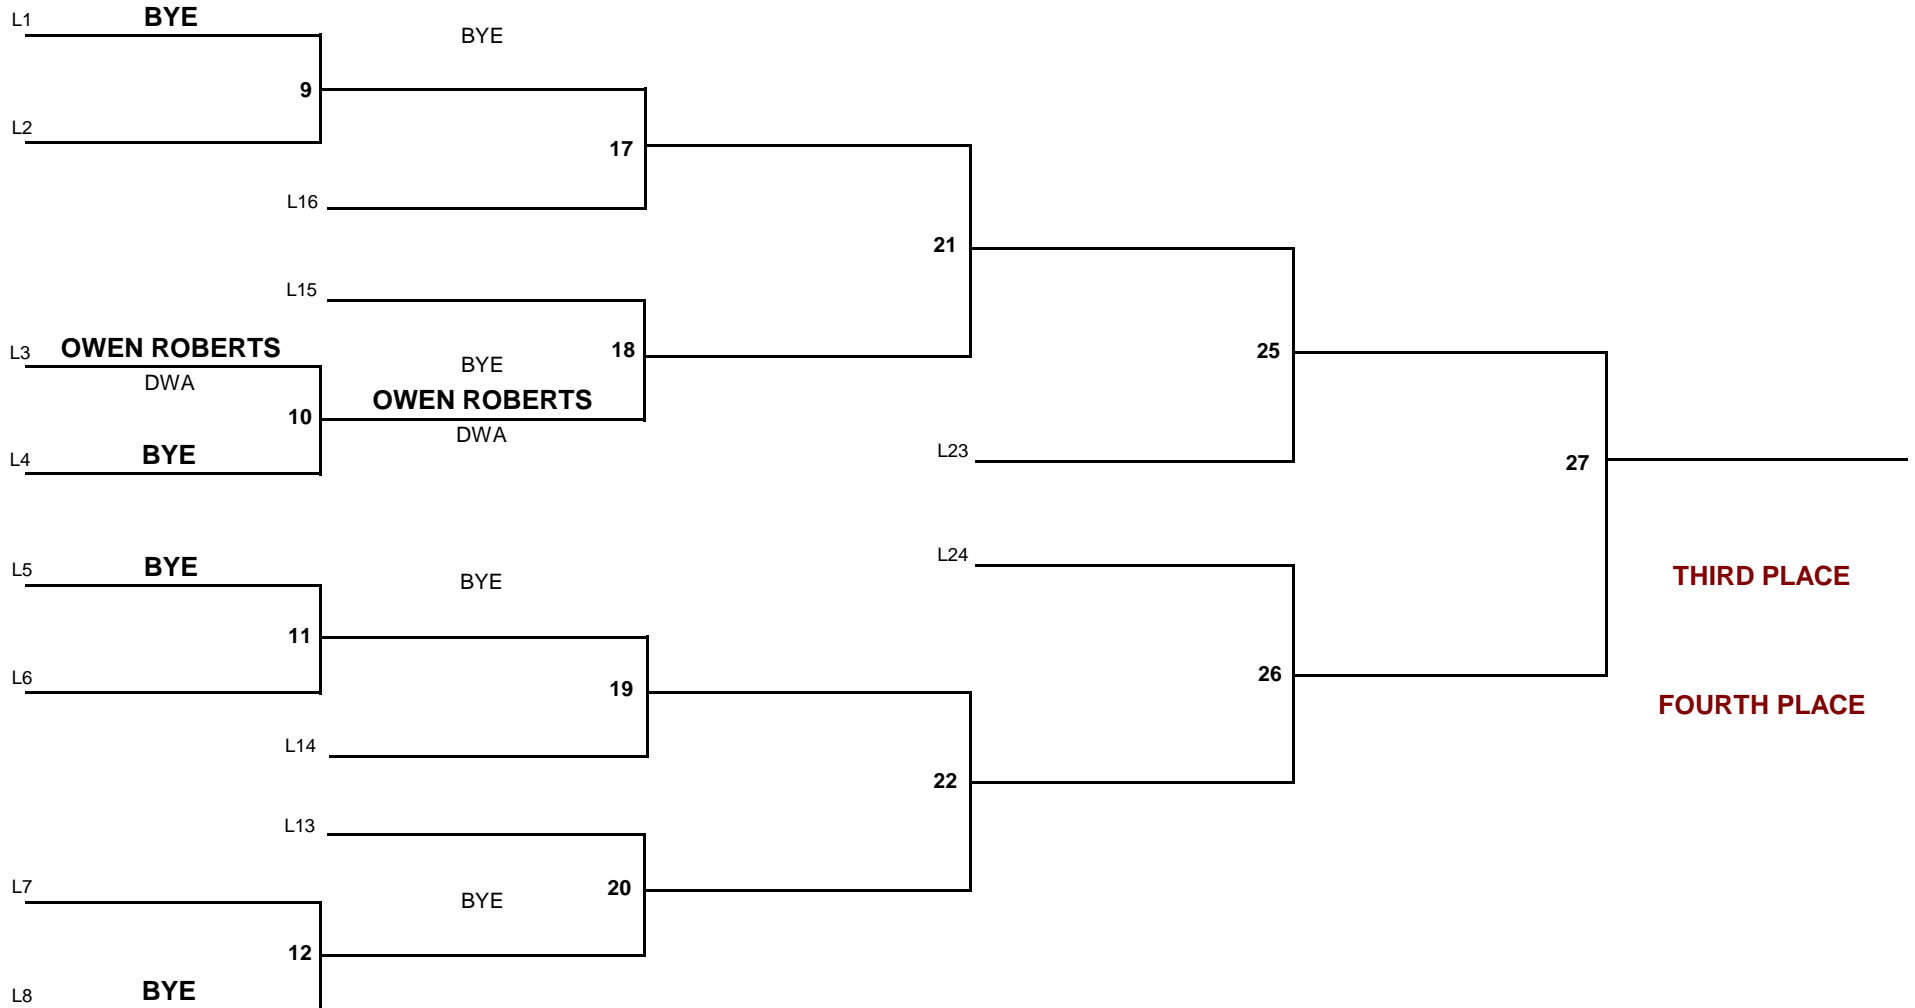 L1 BYE
BYE
9
L2
17
L16
21
L15
L3 OWEN ROBERTS
DWA
18
25
BYE
OWEN ROBERTS
DWA
10
L4 BYE
L23
27
L24
L5 BYE
BYE
THIRD PLACE
11
L6
19
26
FOURTH PLACE
L14
22
L13
L7
20
BYE
12
L8 BYE